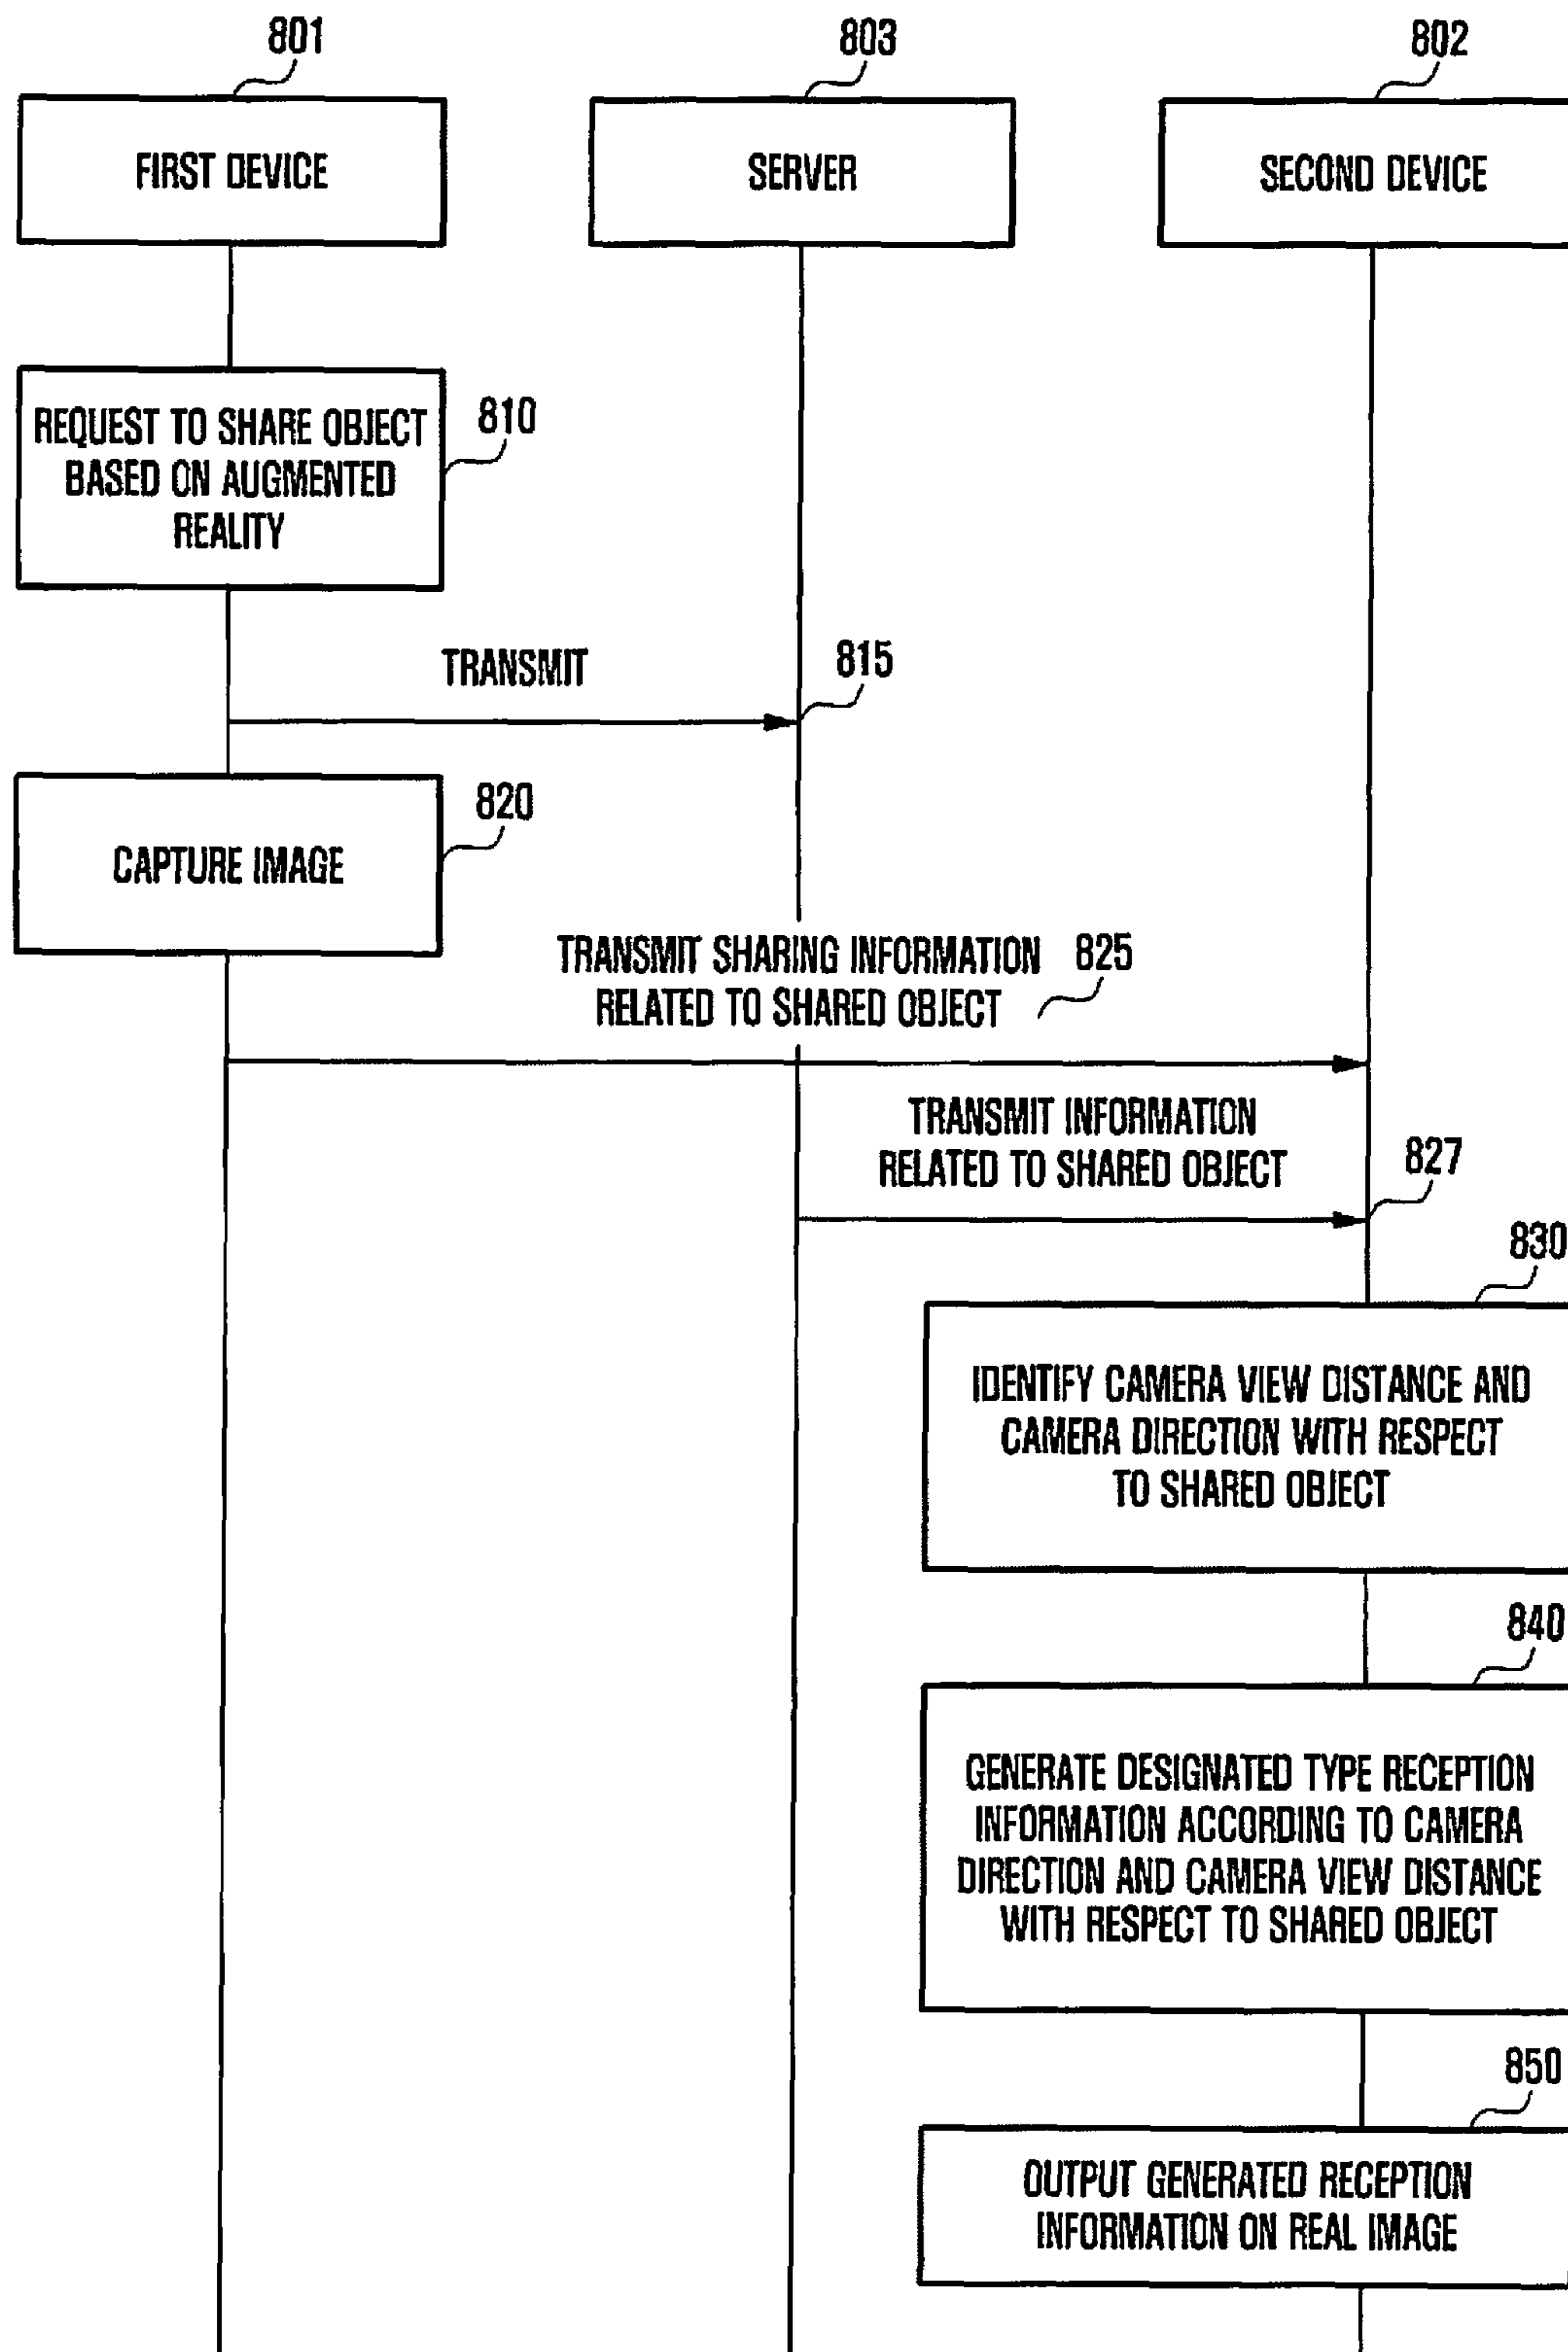 801
803
802
FIRST DEVICE
SERVER
SECOND DEVICE
REQUEST TO SHARE OBJECT
BASED ON AUGMENTED
REALITY
810
TRANSMIT
815
CAPTURE IMAGE
820
TRANSMIT SHARING INFORMATION
RELATED TO SHARED OBJECT
825
TRANSMIT INFORMATION
RELATED TO SHARED OBJECT
827
830
IDENTIFY CAMERA VIEW DISTANCE AND
CAMERA DIRECTION WITH RESPECT
TO SHARED OBJECT
840
GENERATE DESIGNATED TYPE RECEPTION
INFORMATION ACCORDING TO CAMERA
DIRECTION AND CAMERA VIEW DISTANCE
WITH RESPECT TO SHARED OBJECT
850
OUTPUT GENERATED RECEPTION
INFORMATION ON REAL IMAGE